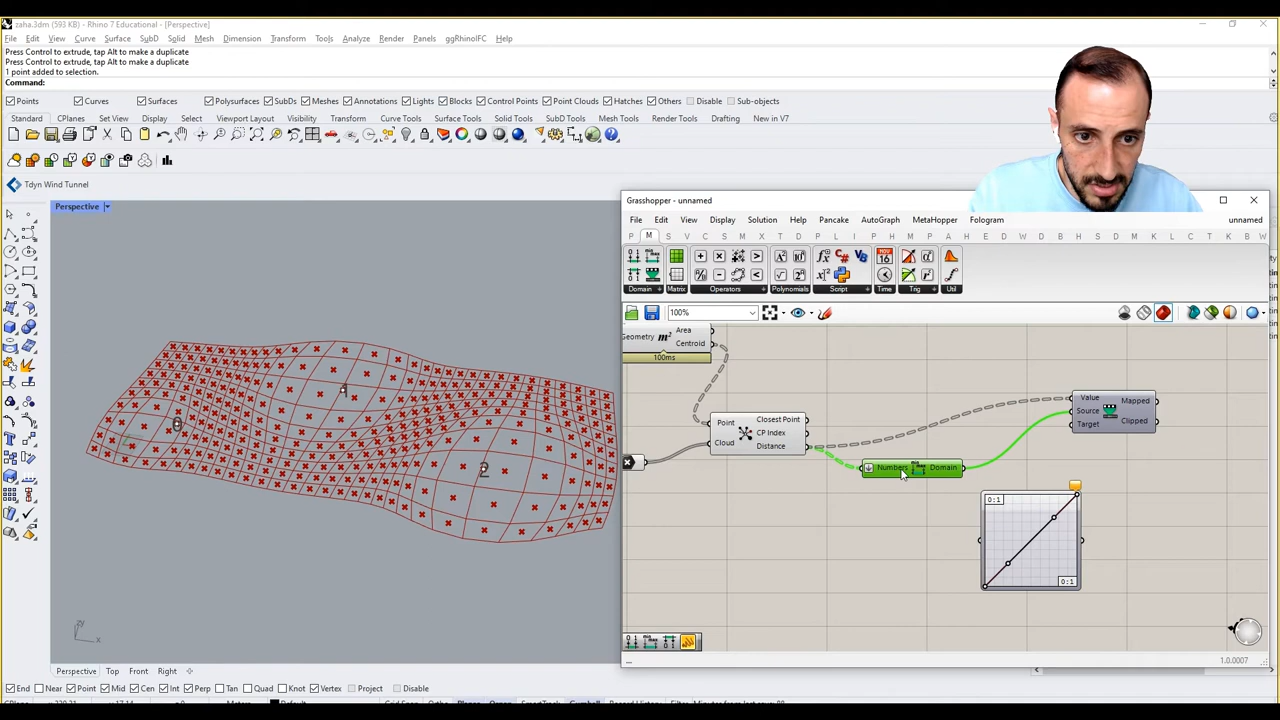 zaha.3dm (593 KB) - Rhino 7 Educational - [Perspective]
File Edit View Curve Surface Solid SubD Mesh Dimension Transform Tools Analyze Render Panels ggRhinoIFC Help
Press Control to extrude, tap Alt to make a duplicate
Press Control to extrude, tap Alt to make a duplicate
1 point added to selection.
Command:
Points Curves Surfaces Polysurfaces SubDs Meshes Annotations Lights Blocks Control Points Point Clouds Hatches Others Disable Sub-objects
Standard CPlanes Set View Display Select Viewport Layout Visibility Transform Curve Tools Surface Tools Solid Tools SubD Tools Mesh Tools Render Tools Drafting New in V7
Tdyn Wind Tunnel
Perspective
Grasshopper - unnamed
File Edit View Display Solution Help Pancake AutoGraph MetaHopper Fologram unnamed
P M S V C S M X T D R W K L H A B P H M L M O A H E D W C B H S D M K T B W
Domain Matrix Operators Polynomials Script Time Trig Util
100%
Geometry Area
Centroid
100ms
Point Closest Point
CP Index
Cloud Distance
Numbers Domain
Value Mapped
Source
Target Clipped
0:1
0:1
0
1
2
zy
x
...
1.0.0007
Perspective Top Front Right
End Near Point Mid Cen Int Perp Tan Quad Knot Vertex Project Disable